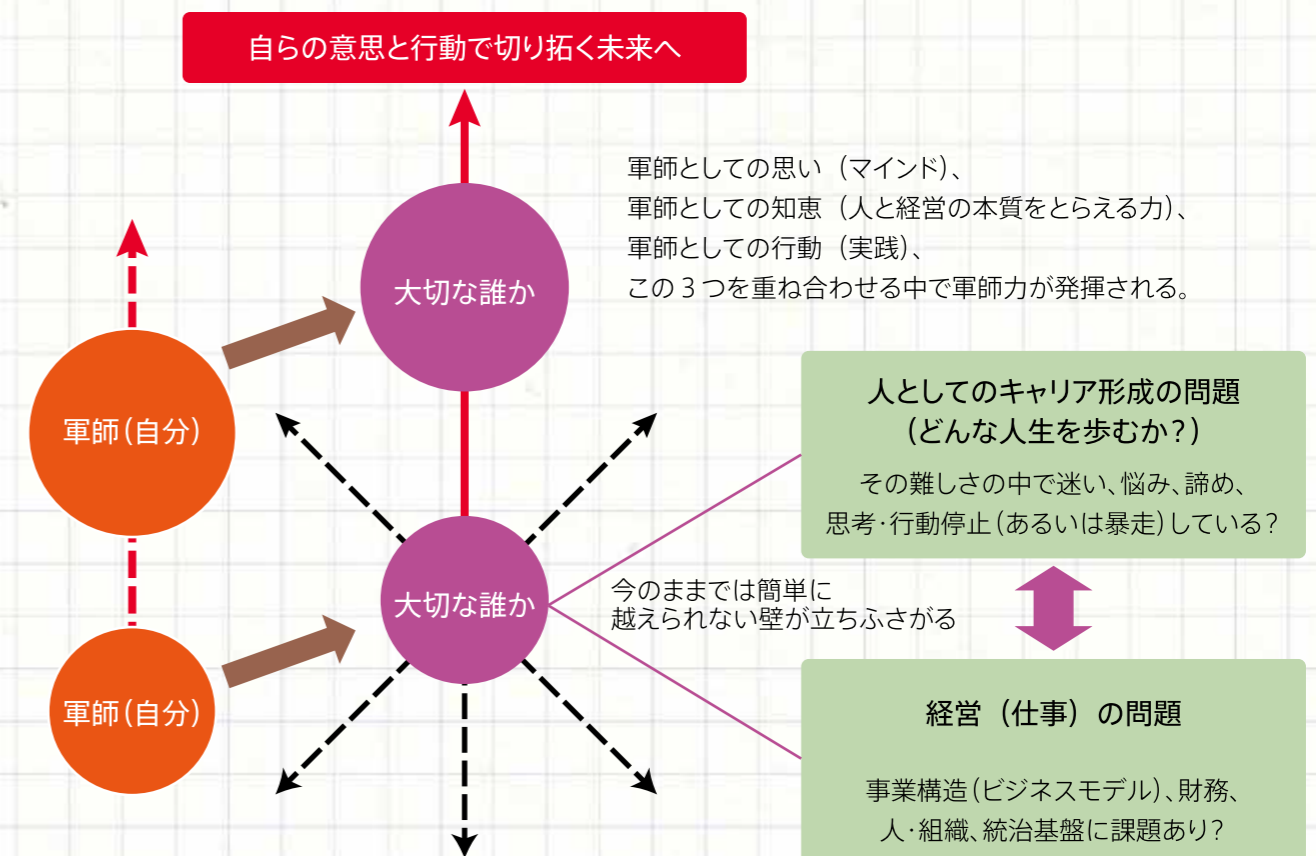 自らの意思と行動で切り拓く未来へ
軍師としての思い（マインド）、
軍師としての知恵（人と経営の本質をとらえる力）、
軍師としての行動（実践）、
この３つを重ね合わせる中で軍師力が発揮される。
大切な誰か
軍師（自分）
人としてのキャリア形成の問題
（どんな人生を歩むか？）
その難しさの中で迷い、悩み、諦め、
思考・行動停止（あるいは暴走）している？
大切な誰か
今のままでは簡単に
越えられない壁が立ちふさがる
軍師（自分）
経営（仕事）の問題
事業構造（ビジネスモデル）、財務、
人・組織、統治基盤に課題あり？